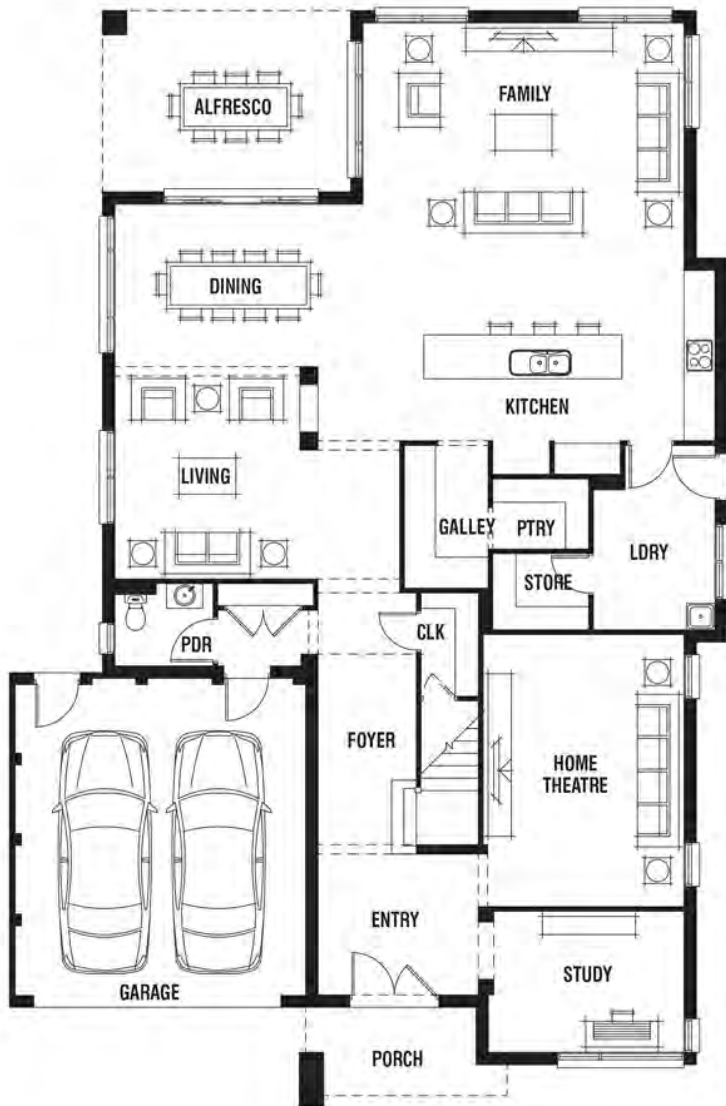 ALFRESCO
FAMILY
DINING
KITCHEN
LIVING
GALLEY
PTRY
LDRY
STORE
PDR
CLK
FOYER
HOME
THEATRE
ENTRY
STUDY
GARAGE
PORCH